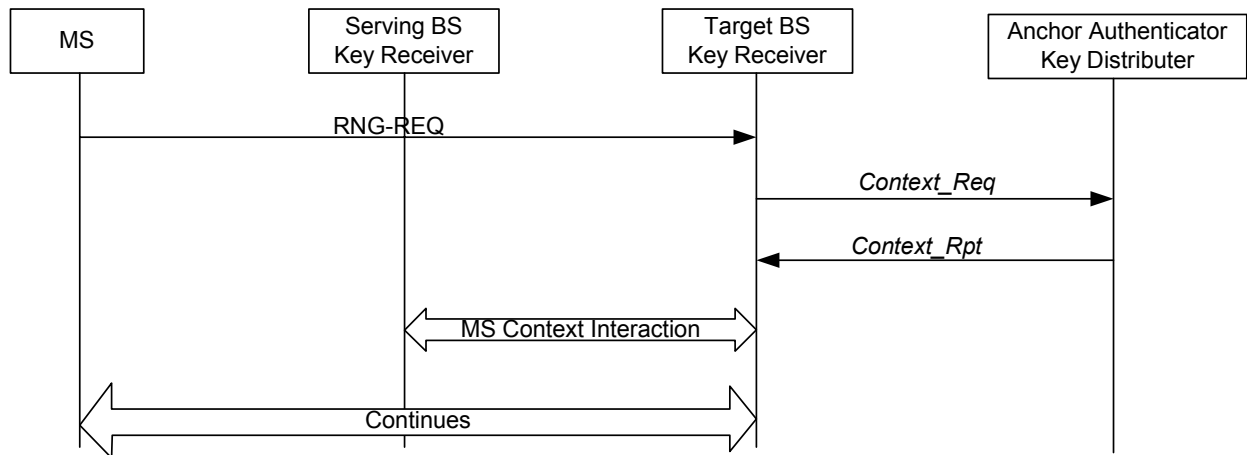 MS
Serving BS
Key Receiver
Target BS
Key Receiver
Anchor Authenticator
Key Distributer
RNG-REQ
Context_Req
Context_Rpt
MS Context Interaction
Continues